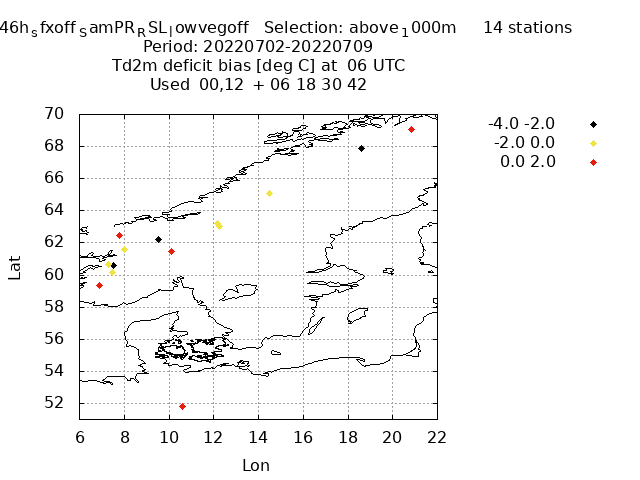 46h_sfxoff_SamPR_RSL_lowvegoff Selection: above_1000m 14 stations
Period: 20220702-20220709
Td2m deficit bias [deg C] at 06 UTC
Used 00,12 + 06 18 30 42
-4.0 -2.0
-2.0 0.0
0.0 2.0
70
68
66
64
62
60
58
56
54
52
Lat
6 8 10 12 14 16 18 20 22
Lon